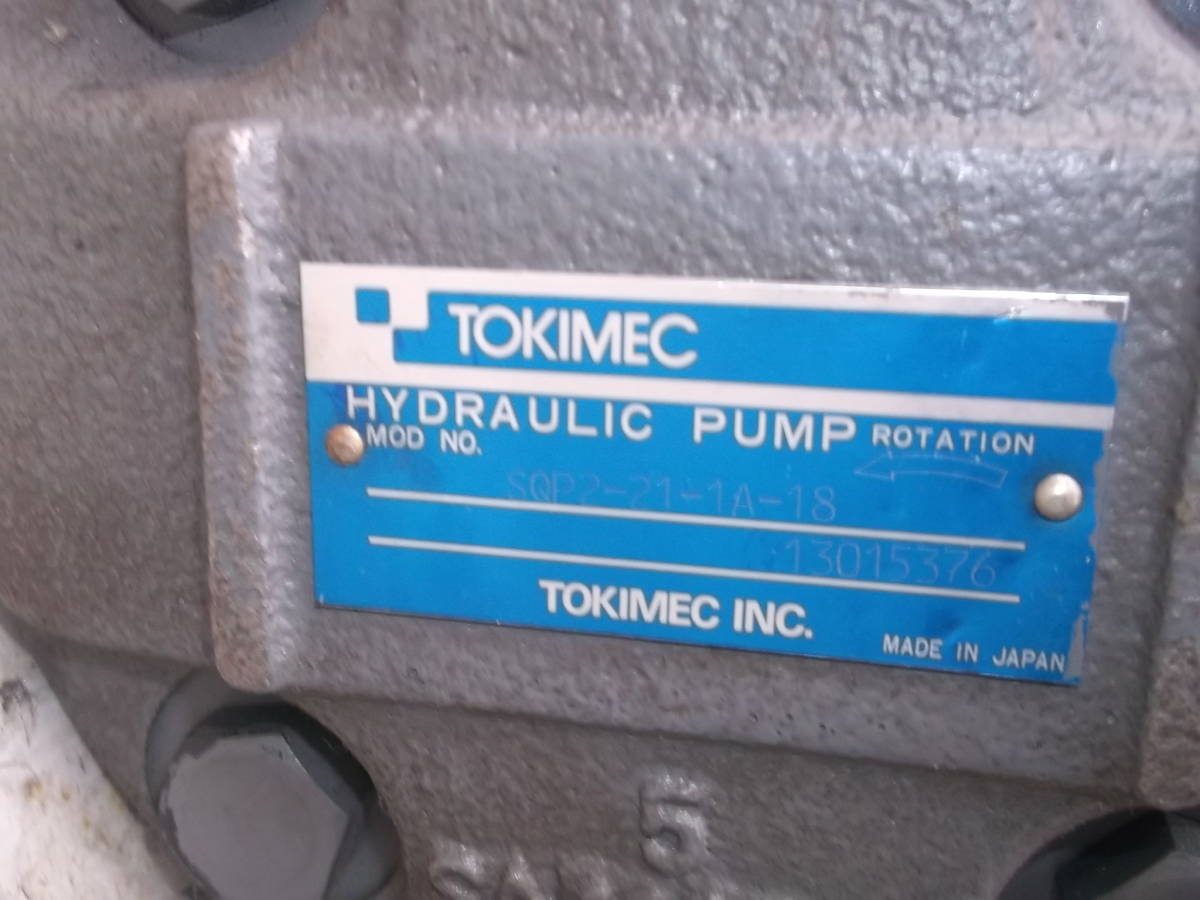 TOKIMEC
HYDRAULIC PUMP ROTATION
MOD NO.
SQP2-21-1A-18
13015376
TOKIMEC INC.
MADE IN JAPAN
5